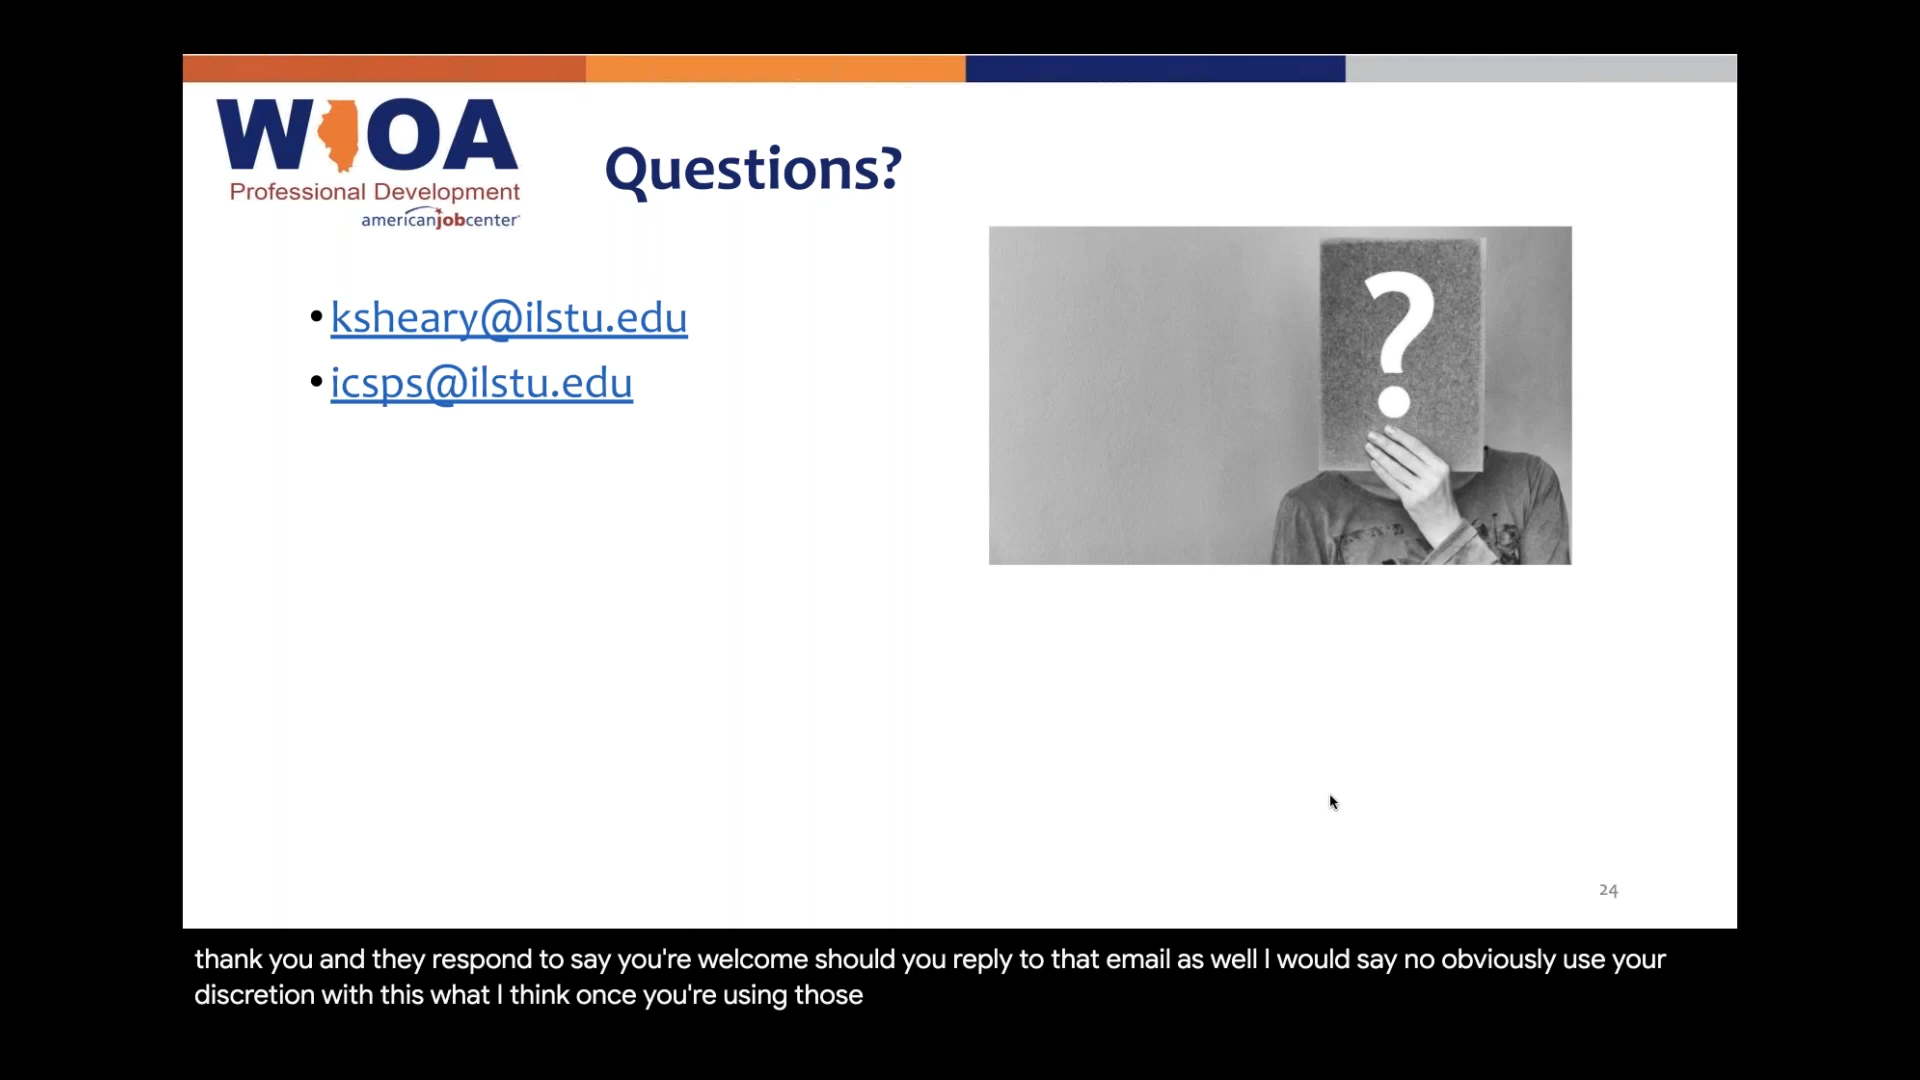 WIOA
Professional Development
americanjobcenter
Questions?
• ksheary@ilstu.edu
• icsps@ilstu.edu
?
24
thank you and they respond to say you're welcome should you reply to that email as well I would say no obviously use your
discretion with this what I think once you're using those